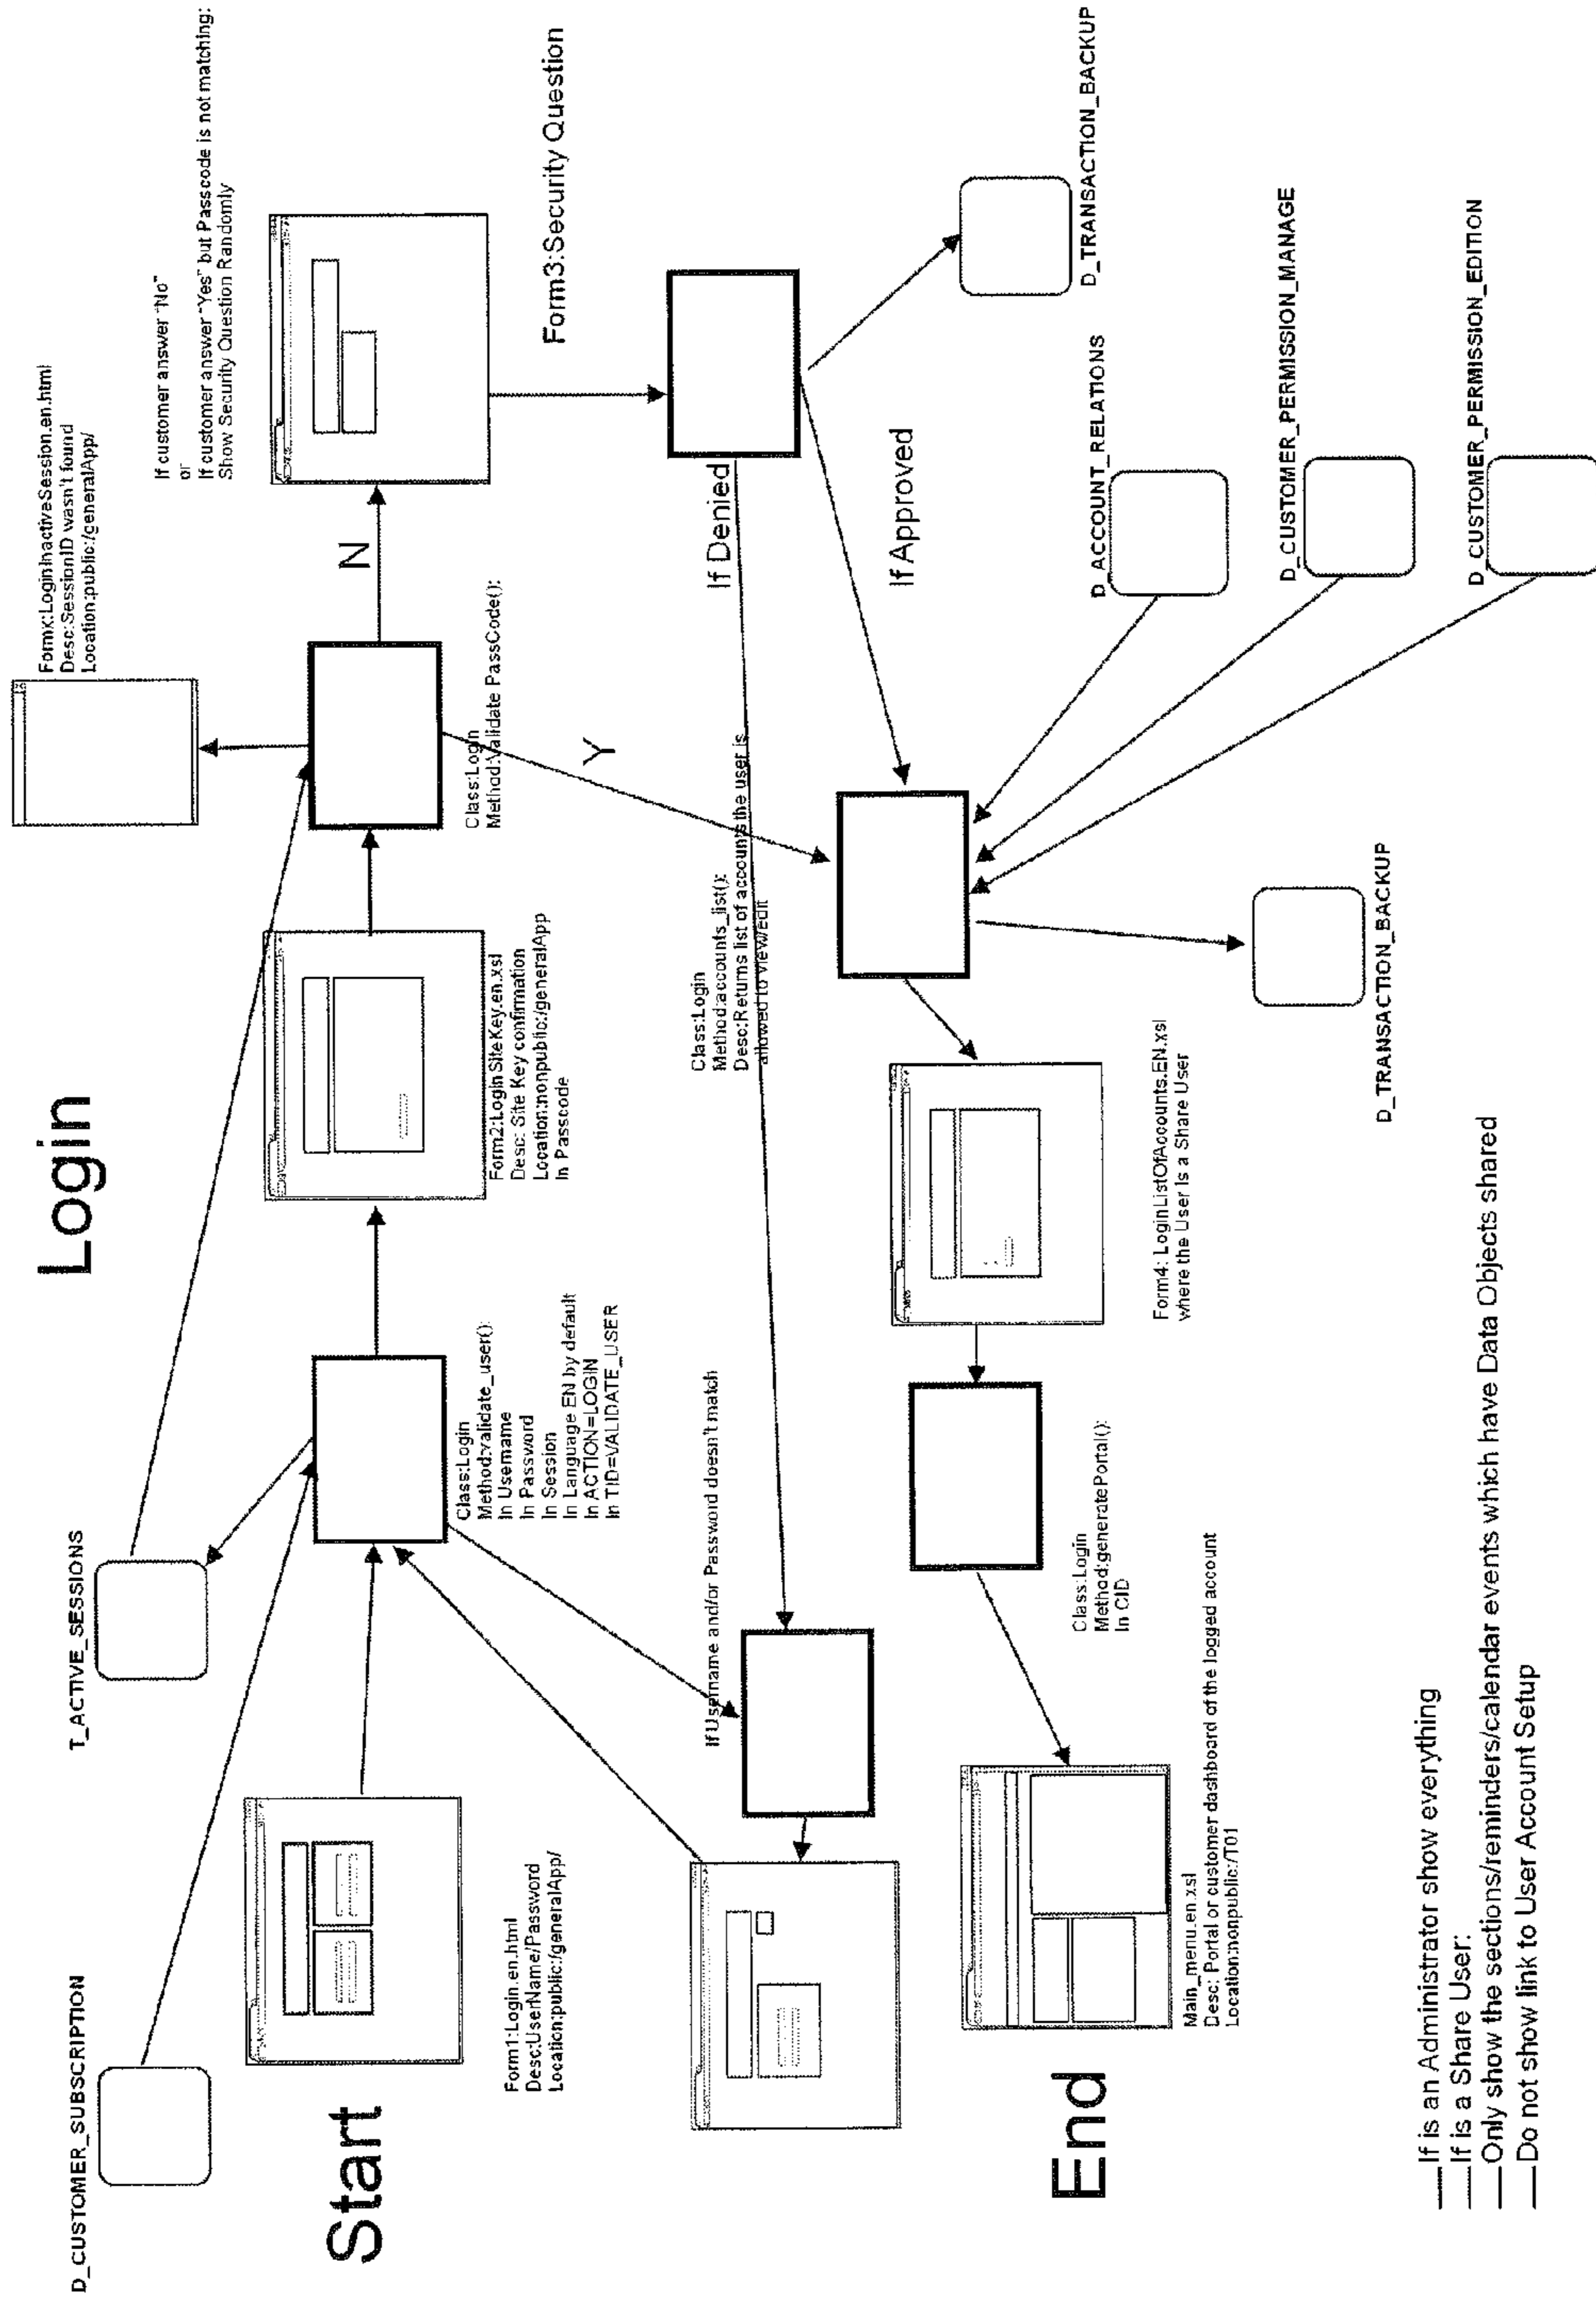 Login
D_CUSTOMER_SUBSCRIPTION
T_ACTIVE_SESSIONS
FormX:LoginInactiveSession.en.html
Desc:SessionID wasn't found
Location:public:/generalApp/
If customer answer "No"
or
If customer answer "Yes" but Passcode is not matching:
Show Security Question Randomly
Start
N
Form1:Login.en.html
Desc:UserName/Password
Location:public:/generalApp/
Class:Login
Method:validate_user():
In Username
In Password
In Session
In Language EN by default
In ACTION=LOGIN
In TID=VALIDATE_USER
Form2:LoginSiteKey.en.xsl
Desc: Site Key confirmation
Location:nonpublic:/generalApp
In Passcode
Class:Login
Method:Validate PassCode():
Form3:Security Question
Y
If Username and/or Password doesn't match
Class:Login
Method:accounts_list():
Desc:Returns list of accounts the user is
allowed to view/edit
If Denied
If Approved
D_TRANSACTION_BACKUP
D_ACCOUNT_RELATIONS
D_CUSTOMER_PERMISSION_MANAGE
D_CUSTOMER_PERMISSION_EDITION
End
Main_menu.en.xsl
Desc: Portal or customer dashboard of the logged account
Location:nonpublic:/T01
Class:Login
Method:generatePortal():
In CID
Form4: LoginListOfAccounts.EN.xsl
where the User Is a Share User
D_TRANSACTION_BACKUP
If is an Administrator show everything
If is a Share User:
Only show the sections/reminders/calendar events which have Data Objects shared
Do not show link to User Account Setup